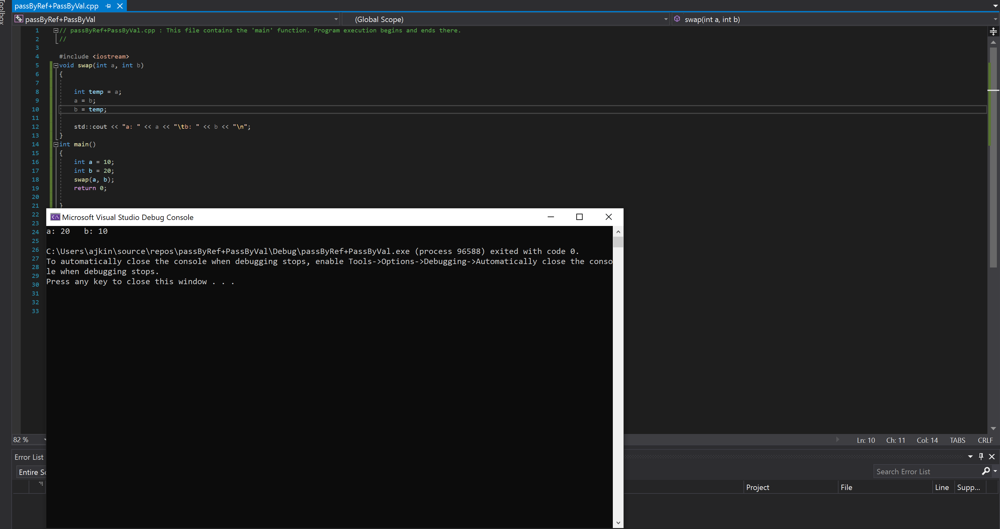 Toolbox
passByRef+PassByVal.cpp
passByRef+PassByVal
(Global Scope)
swap(int a, int b)
1 // passByRef+PassByVal.cpp : This file contains the 'main' function. Program execution begins and ends there.
2 //
3
4 #include <iostream>
5 void swap(int a, int b)
6 {
7
8 int temp = a;
9 a = b;
10 b = temp;
11
12 std::cout << "a: " << a << "\tb: " << b << "\n";
13 }
14 int main()
15 {
16 int a = 10;
17 int b = 20;
18 swap(a, b);
19 return 0;
20
21 }
22
23
24
25
26
27
28
29
30
31
32
33
Microsoft Visual Studio Debug Console
a: 20   b: 10
C:\Users\ajkin\source\repos\passByRef+PassByVal\Debug\passByRef+PassByVal.exe (process 96588) exited with code 0.
To automatically close the console when debugging stops, enable Tools->Options->Debugging->Automatically close the conso
le when debugging stops.
Press any key to close this window . . .
82 %
Ln: 10 Ch: 11 Col: 14 TABS CRLF
Error List
Entire S
Search Error List
Project File Line Supp...